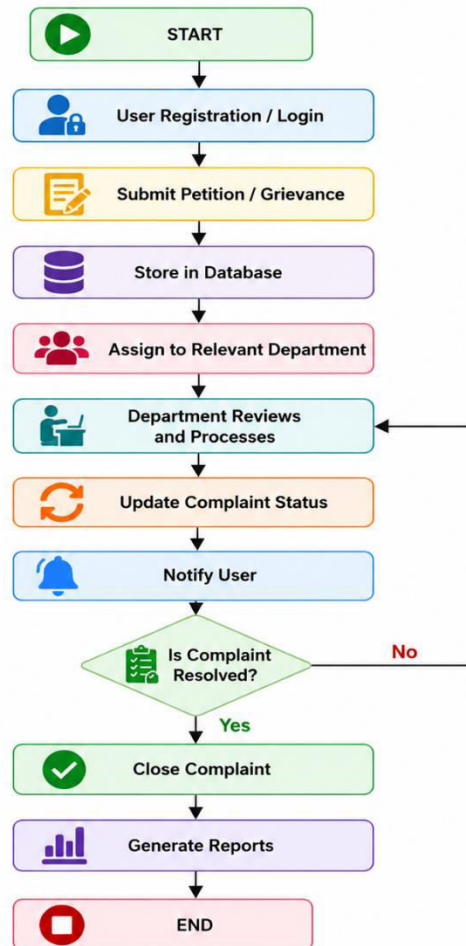 START
User Registration / Login
Submit Petition / Grievance
Store in Database
Assign to Relevant Department
Department Reviews
and Processes
Update Complaint Status
Notify User
Is Complaint
Resolved?
No
Yes
Close Complaint
Generate Reports
END